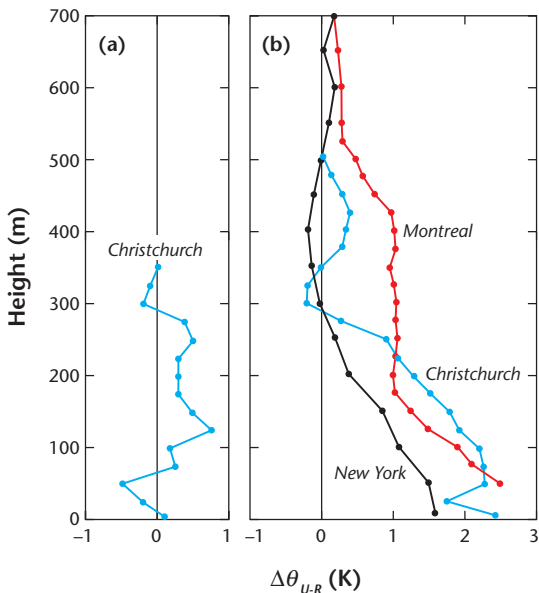 (a)
(b)
700
600
500
400
300
200
100
0
Height (m)
Christchurch
Montreal
Christchurch
New York
−1
0
1
−1
0
1
2
3
Δθ_U-R (K)